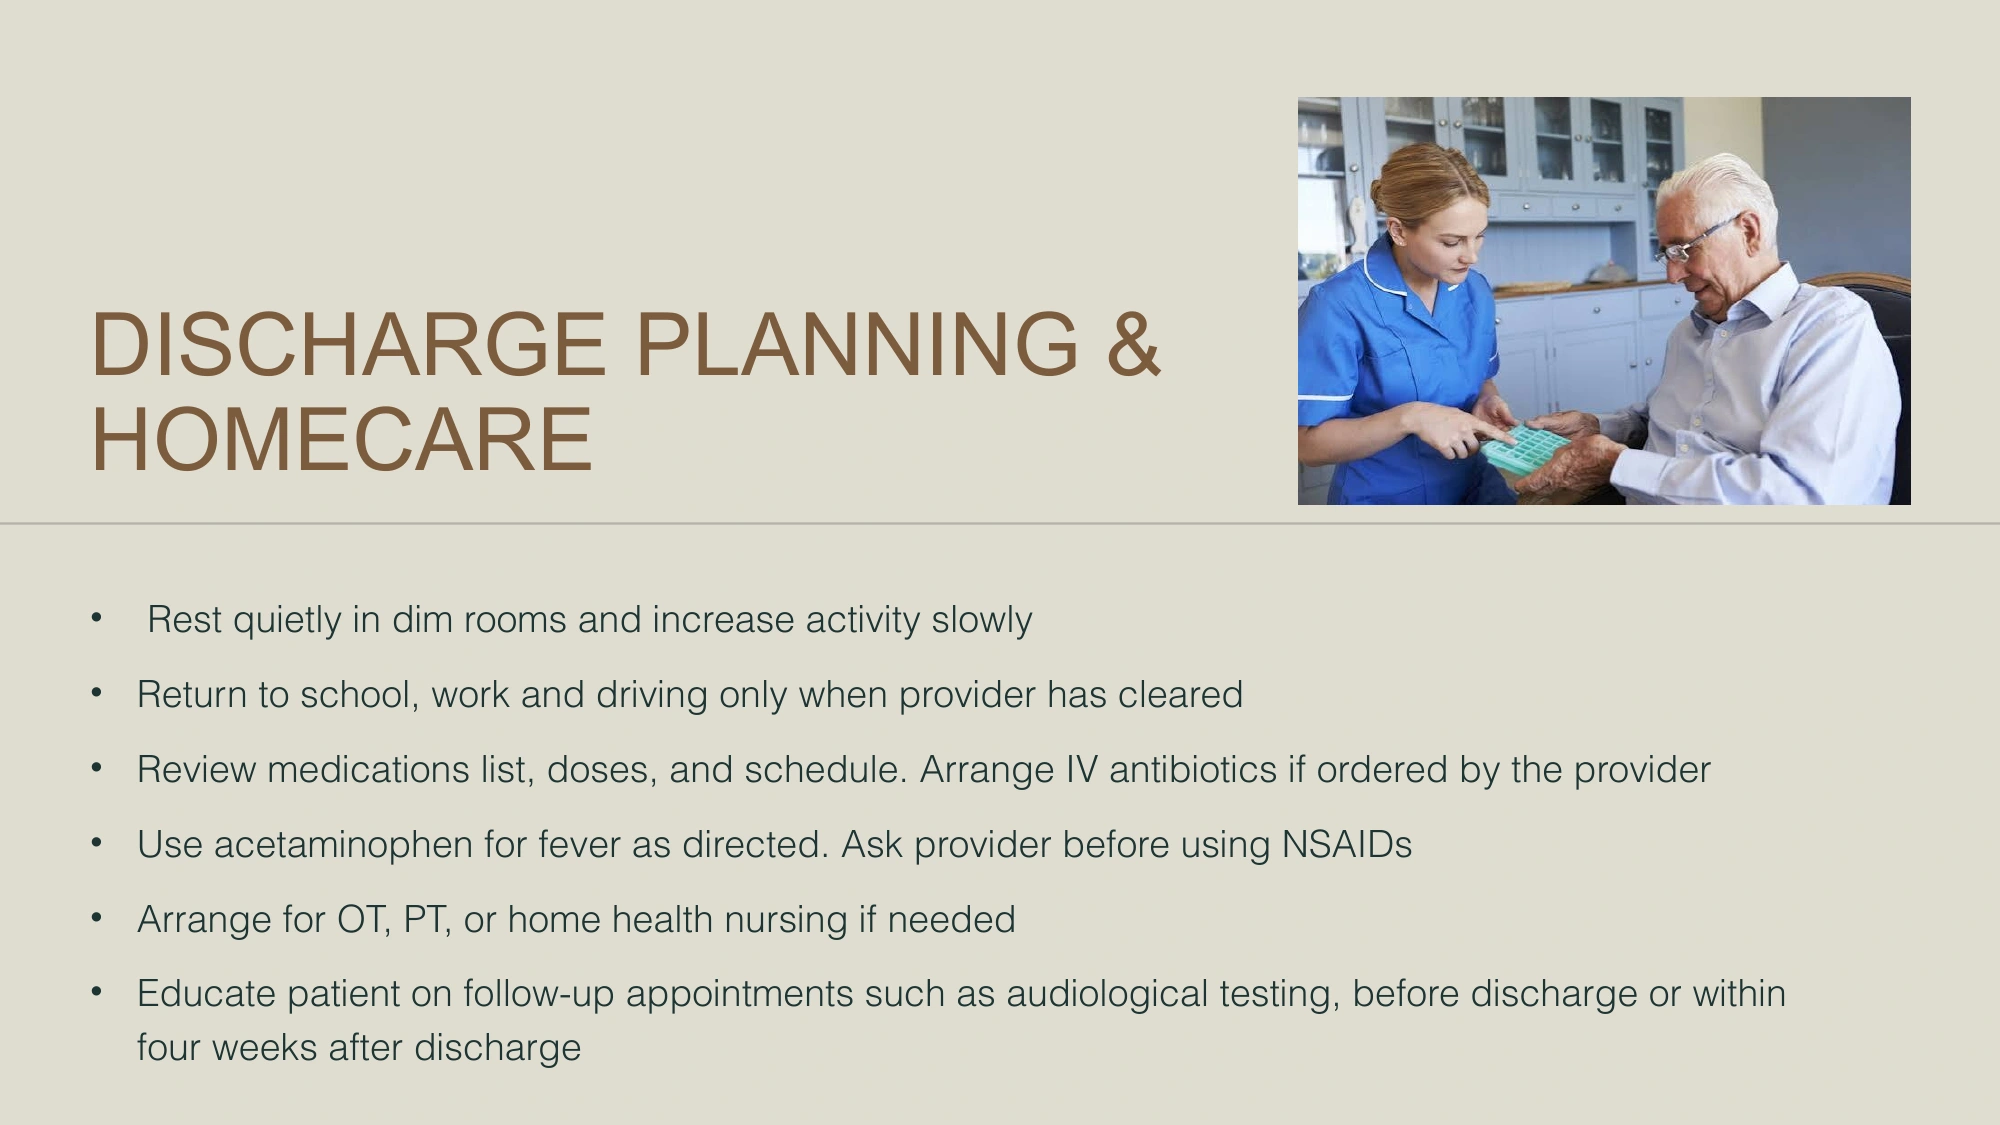 DISCHARGE PLANNING &
HOMECARE
• Rest quietly in dim rooms and increase activity slowly
• Return to school, work and driving only when provider has cleared
• Review medications list, doses, and schedule. Arrange IV antibiotics if ordered by the provider
• Use acetaminophen for fever as directed. Ask provider before using NSAIDs
• Arrange for OT, PT, or home health nursing if needed
• Educate patient on follow-up appointments such as audiological testing, before discharge or within
four weeks after discharge